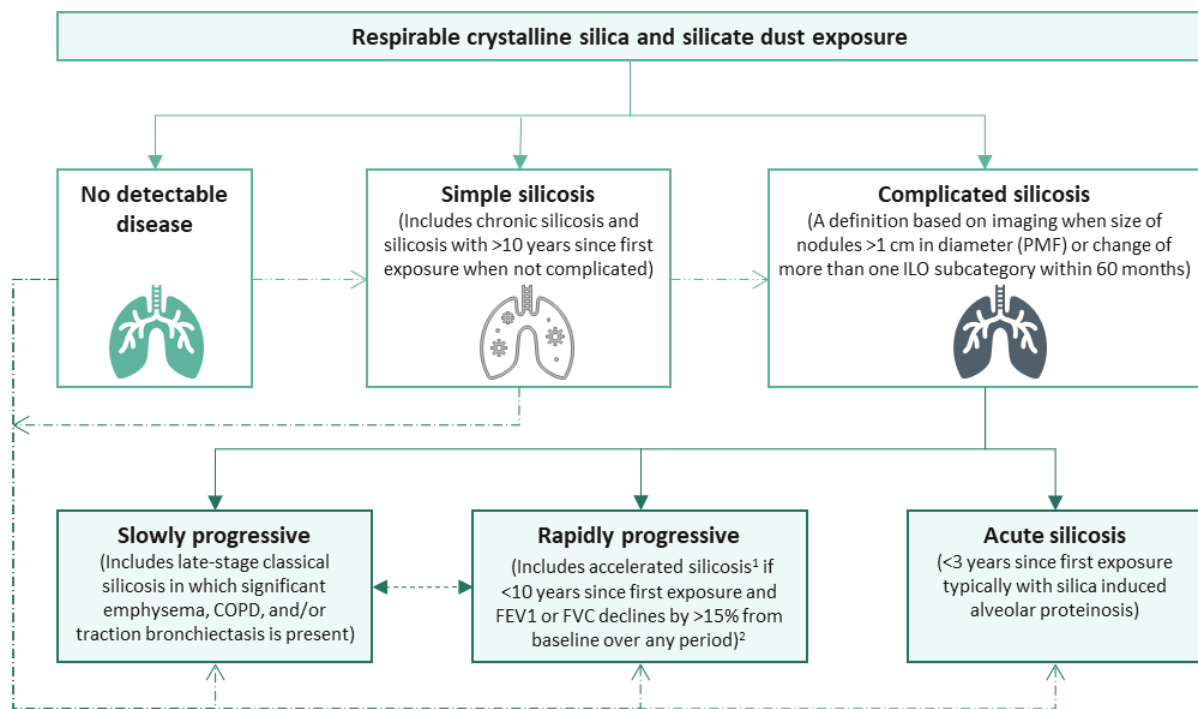 Respirable crystalline silica and silicate dust exposure
No detectable
disease
Simple silicosis
(Includes chronic silicosis and
silicosis with >10 years since first
exposure when not complicated)
Complicated silicosis
(A definition based on imaging when size of
nodules >1 cm in diameter (PMF) or change of
more than one ILO subcategory within 60 months)
Slowly progressive
(Includes late-stage classical
silicosis in which significant
emphysema, COPD, and/or
traction bronchiectasis is present)
Rapidly progressive
(Includes accelerated silicosis¹ if
<10 years since first exposure and
FEV1 or FVC declines by >15% from
baseline over any period)²
Acute silicosis
(<3 years since first exposure
typically with silica induced
alveolar proteinosis)